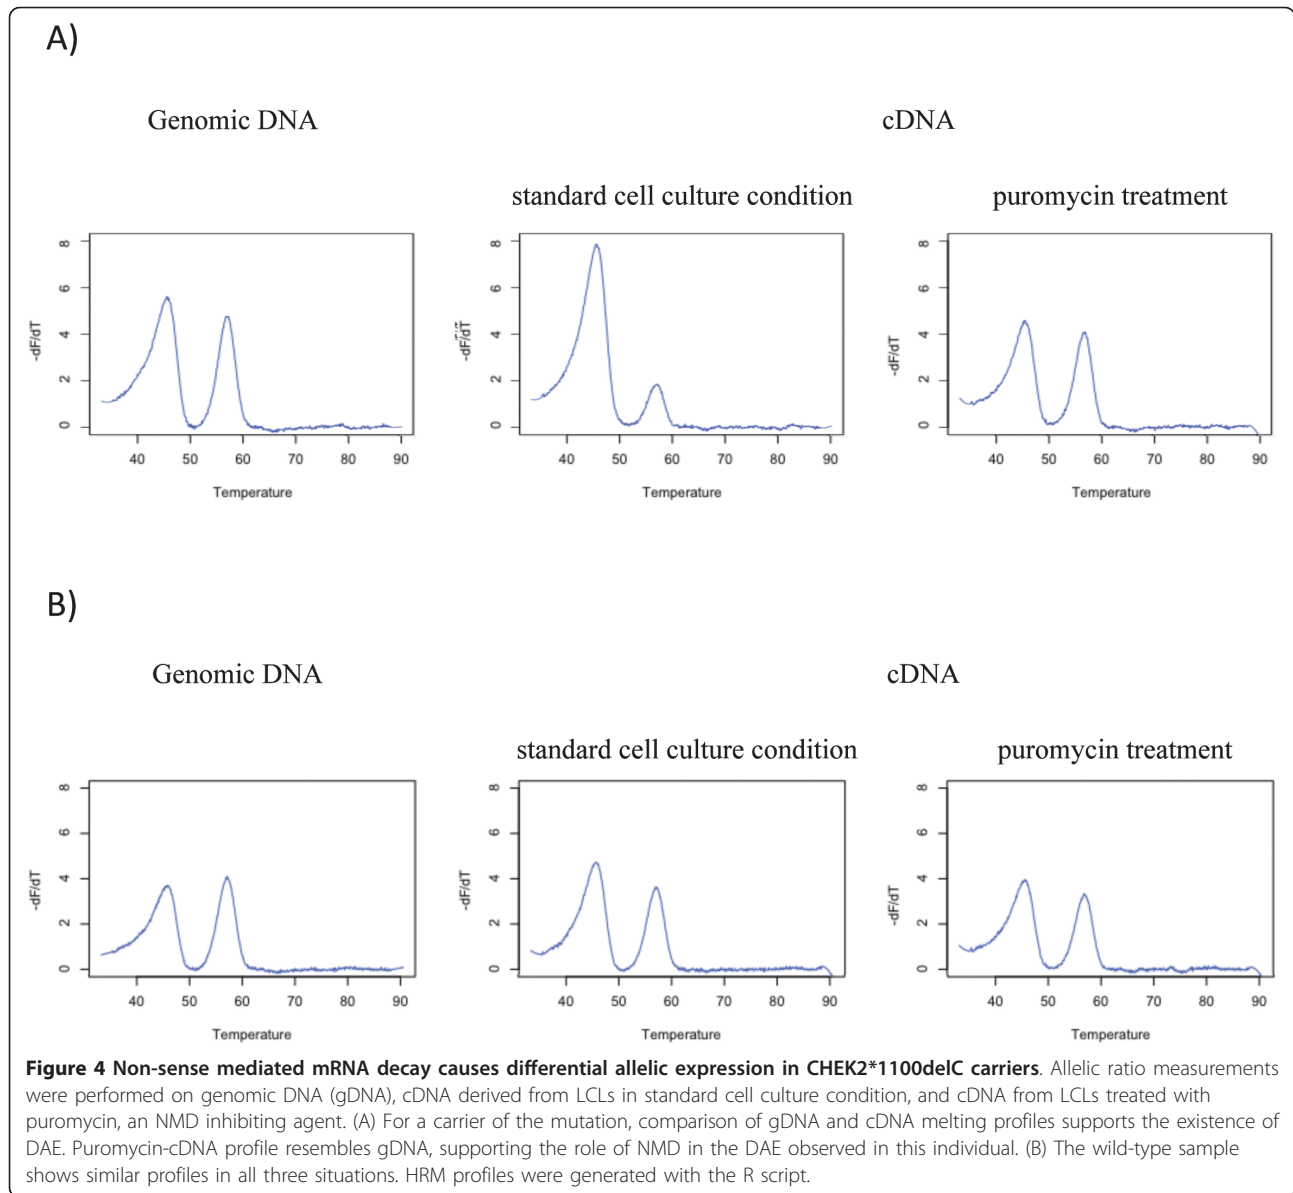 A)
Genomic DNA
cDNA
standard cell culture condition
puromycin treatment
8
6
4
2
0
-dF/dT
40 50 60 70 80 90
Temperature
8
6
4
2
0
-dF/dT
40 50 60 70 80 90
Temperature
8
6
4
2
0
-dF/dT
40 50 60 70 80 90
Temperature
B)
Genomic DNA
cDNA
standard cell culture condition
puromycin treatment
8
6
4
2
0
-dF/dT
40 50 60 70 80 90
Temperature
8
6
4
2
0
-dF/dT
40 50 60 70 80 90
Temperature
8
6
4
2
0
-dF/dT
40 50 60 70 80 90
Temperature
Figure 4 Non-sense mediated mRNA decay causes differential allelic expression in CHEK2*1100delC carriers. Allelic ratio measurements
were performed on genomic DNA (gDNA), cDNA derived from LCLs in standard cell culture condition, and cDNA from LCLs treated with
puromycin, an NMD inhibiting agent. (A) For a carrier of the mutation, comparison of gDNA and cDNA melting profiles supports the existence of
DAE. Puromycin-cDNA profile resembles gDNA, supporting the role of NMD in the DAE observed in this individual. (B) The wild-type sample
shows similar profiles in all three situations. HRM profiles were generated with the R script.